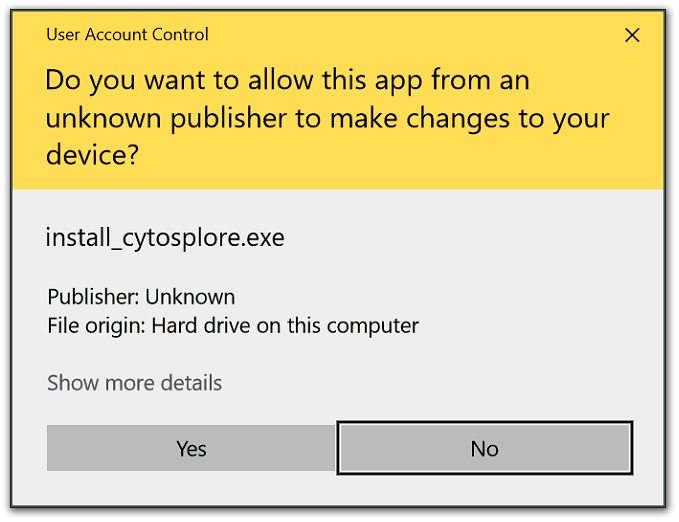 User Account Control
Do you want to allow this app from an
unknown publisher to make changes to your
device?
install_cytosplore.exe
Publisher: Unknown
File origin: Hard drive on this computer
Show more details
Yes
No